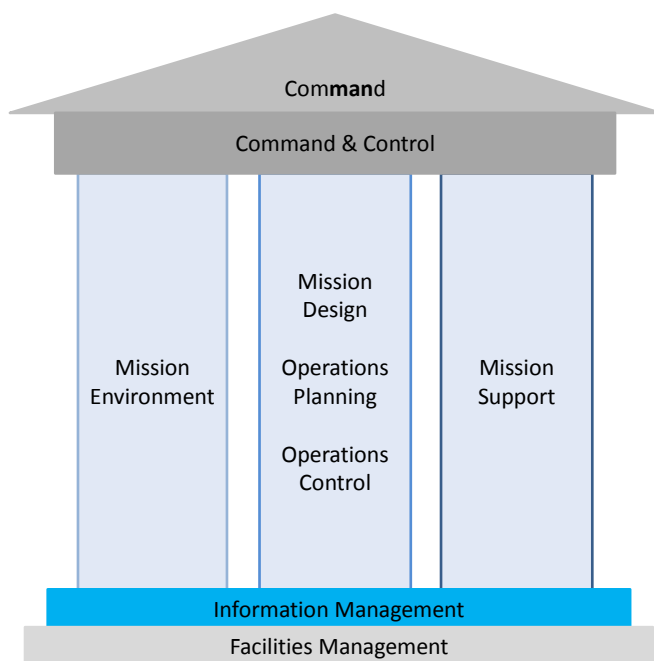 Command
Command & Control
Mission
Environment
Mission
Design
Operations
Planning
Operations
Control
Mission
Support
Information Management
Facilities Management